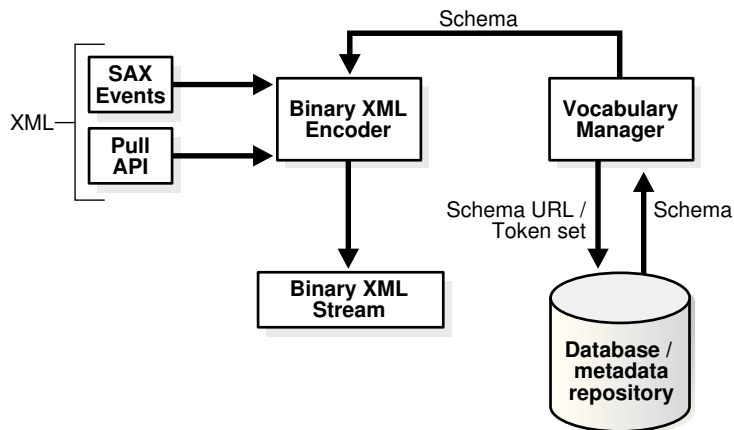 Schema
SAX
Events
XML
Pull
API
Binary XML
Encoder
Vocabulary
Manager
Schema URL /
Token set
Schema
Binary XML
Stream
Database /
metadata
repository